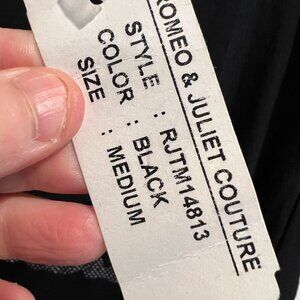 ROMEO & JULIET COUTURE
STYLE : RJTM14813
COLOR : BLACK
SIZE : MEDIUM